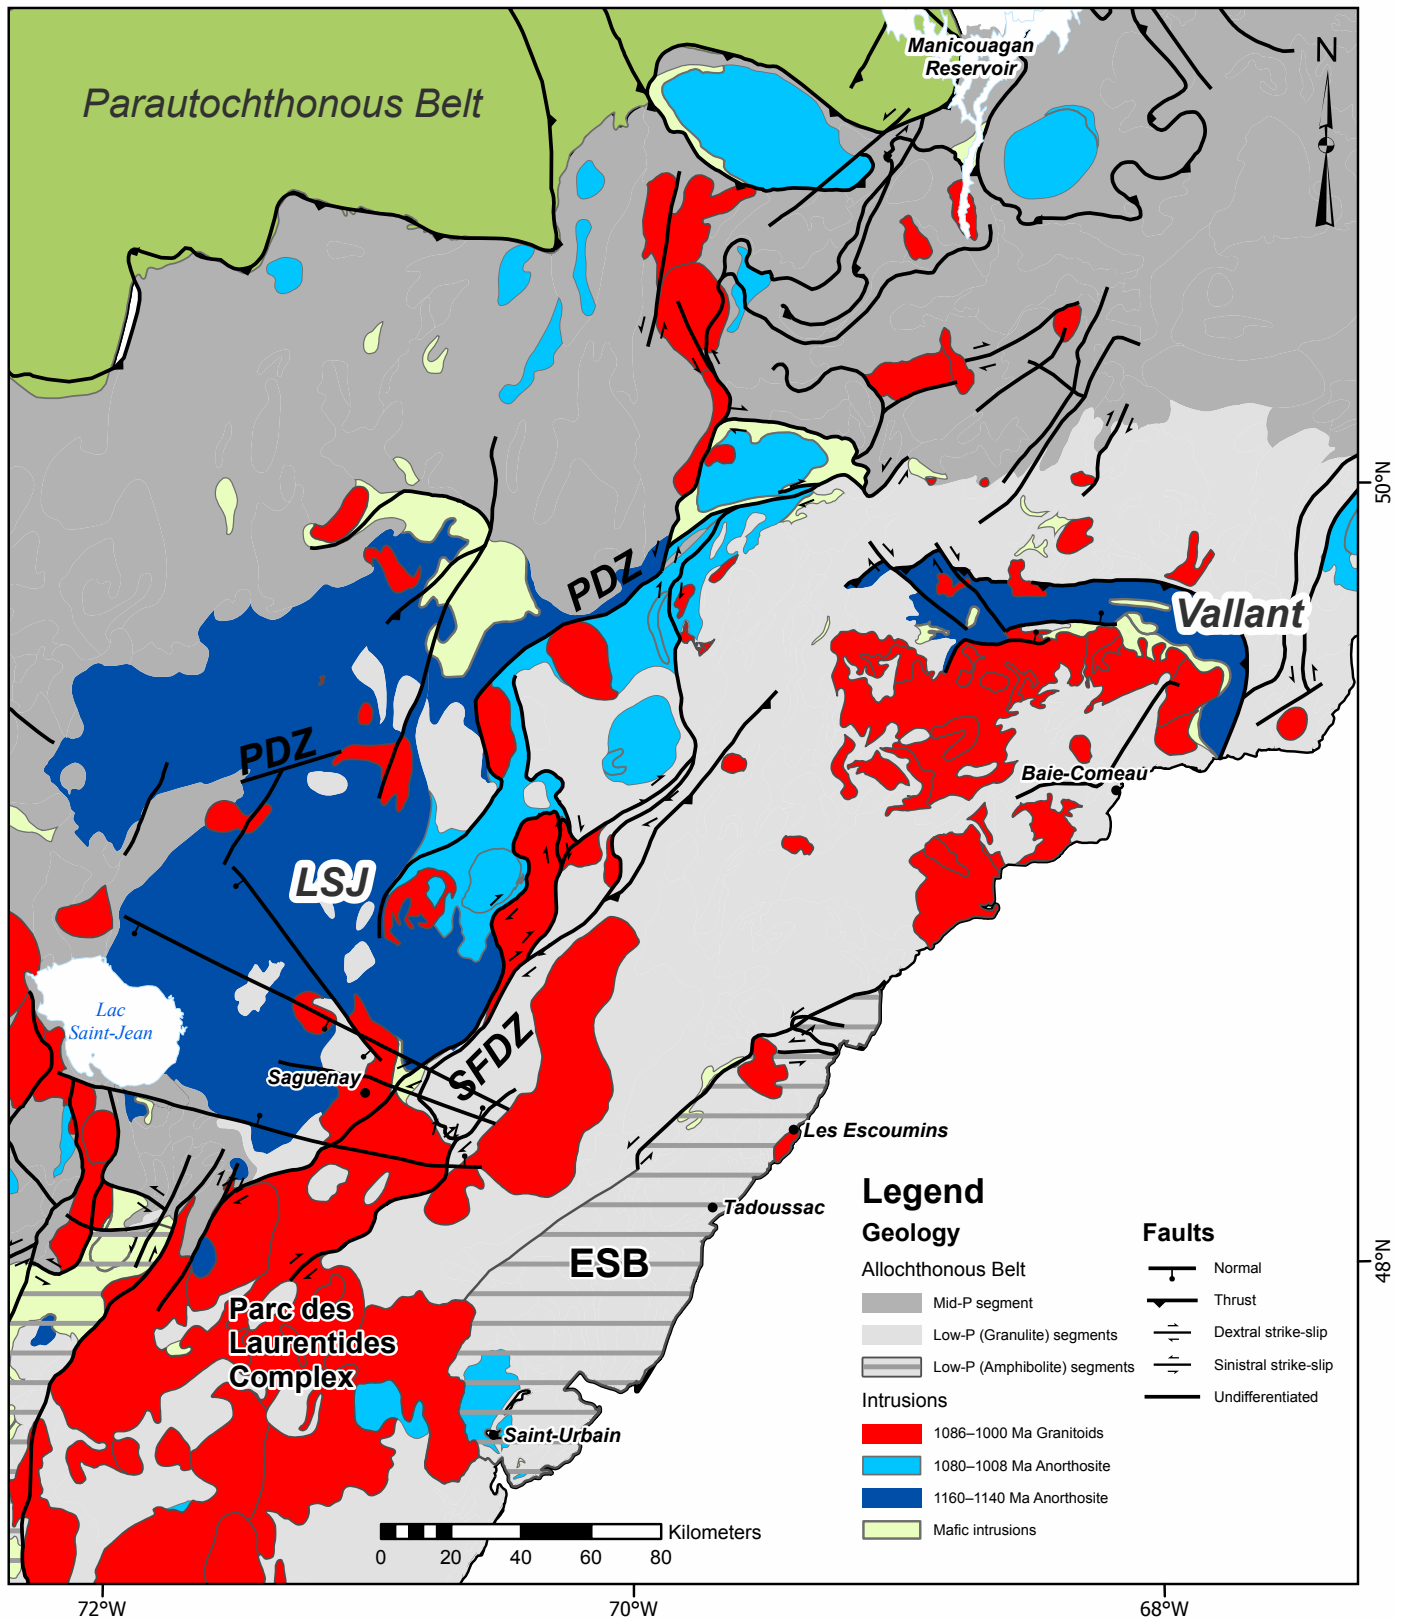 Manicouagan
Reservoir
N
Parautochthonous Belt
50°N
PDZ
Vallant
PDZ
Baie-Comeau
LSJ
Lac
Saint-Jean
SFDZ
Saguenay
Les Escoumins
Tadoussac
ESB
48°N
Parc des
Laurentides
Complex
Saint-Urbain
Legend
Geology
Allochthonous Belt
Mid-P segment
Low-P (Granulite) segments
Low-P (Amphibolite) segments
Intrusions
1086–1000 Ma Granitoids
1080–1008 Ma Anorthosite
1160–1140 Ma Anorthosite
Mafic intrusions
Faults
Normal
Thrust
Dextral strike-slip
Sinistral strike-slip
Undifferentiated
Kilometers
0 20 40 60 80
72°W 70°W 68°W